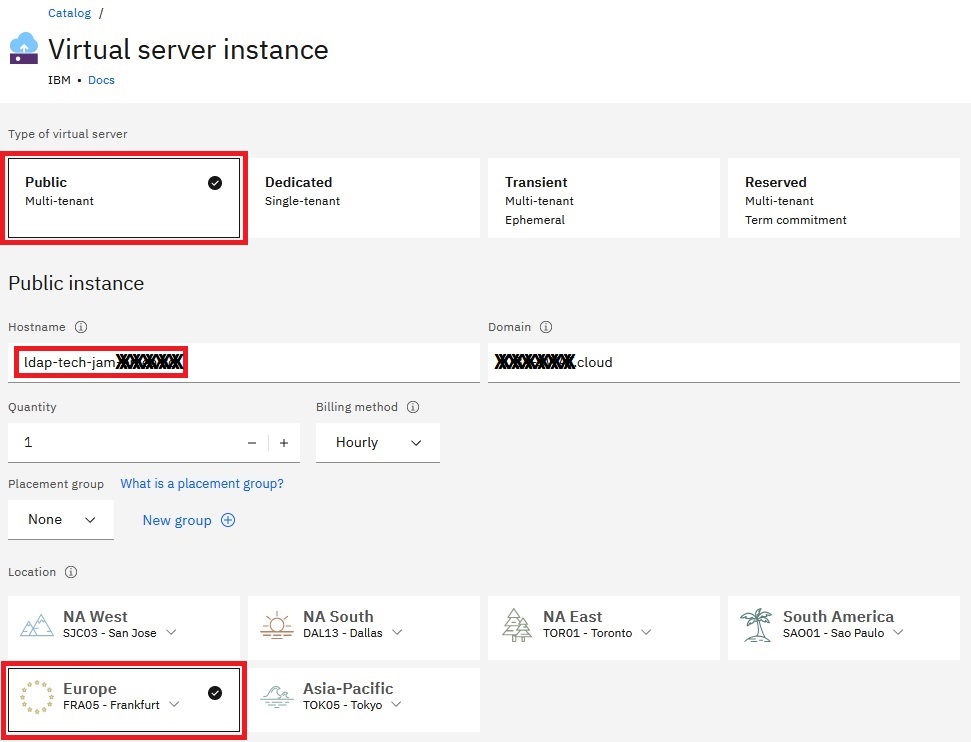 Catalog /
Virtual server instance
IBM • Docs
Type of virtual server
Public
Multi-tenant
Dedicated
Single-tenant
Transient
Multi-tenant
Ephemeral
Reserved
Multi-tenant
Term commitment
Public instance
Hostname
ldap-tech-jam
Domain
.cloud
Quantity
1
Billing method
Hourly
Placement group What is a placement group?
None
New group
Location
NA West
SJC03 - San Jose
NA South
DAL13 - Dallas
NA East
TOR01 - Toronto
South America
SAO01 - Sao Paulo
Europe
FRA05 - Frankfurt
Asia-Pacific
TOK05 - Tokyo